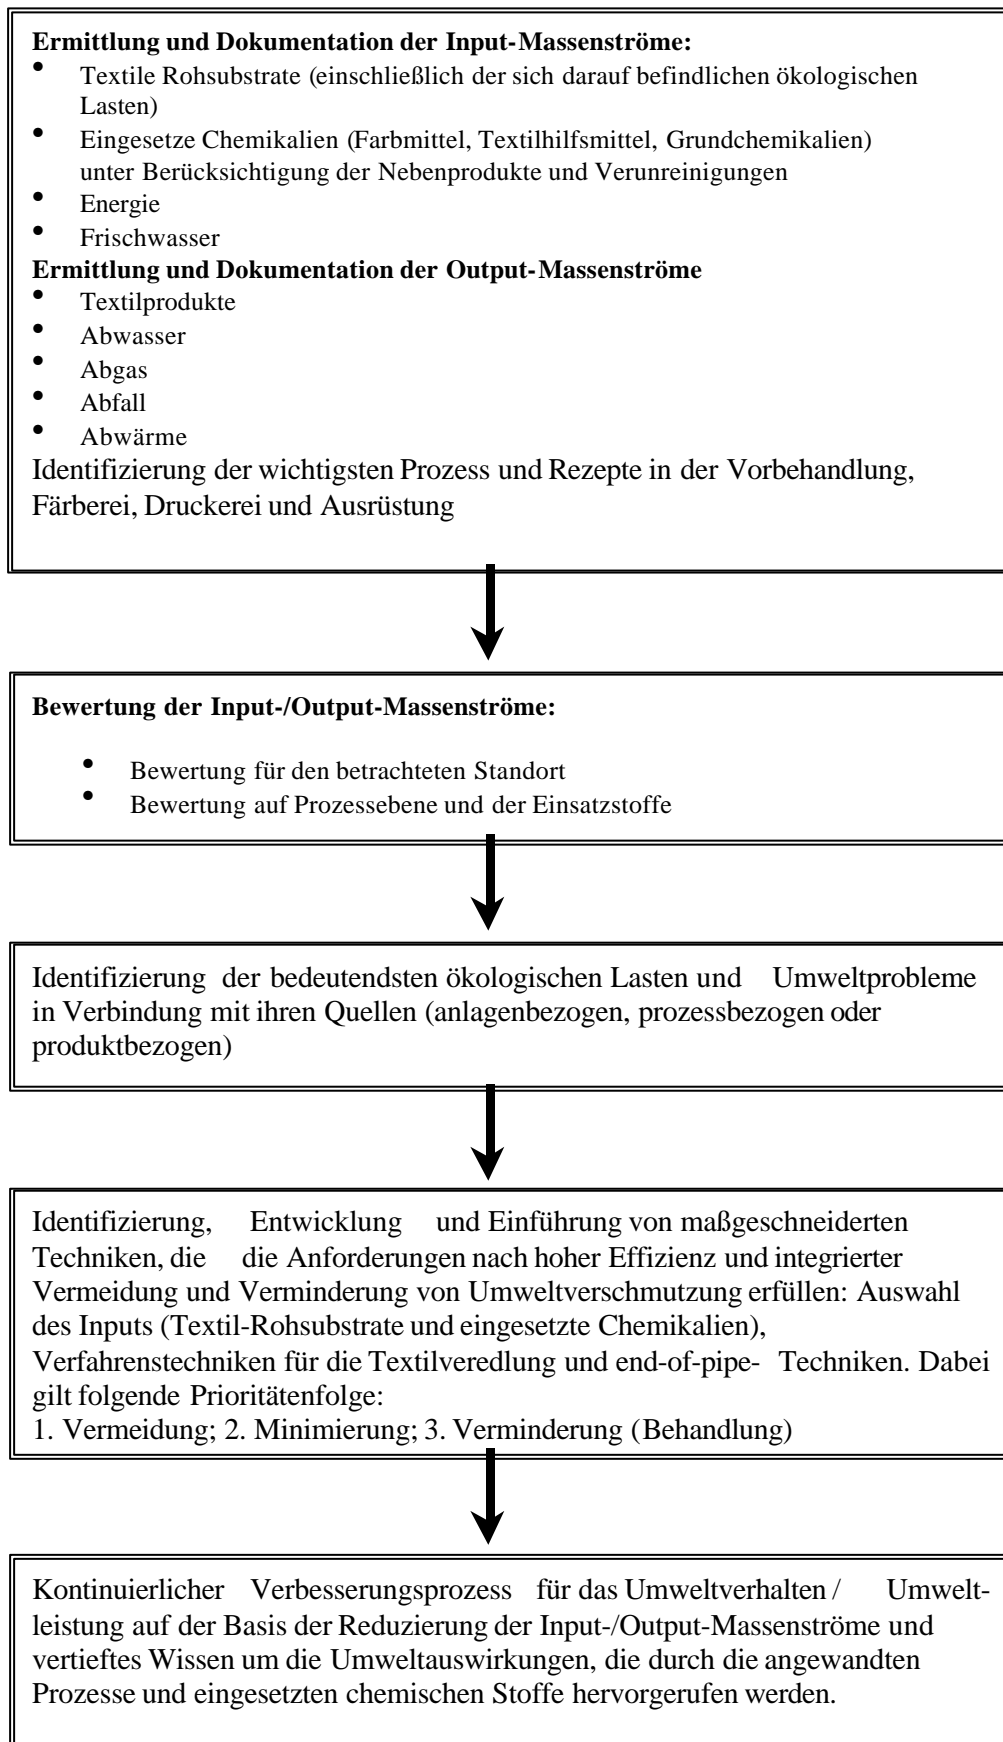 Ermittlung und Dokumentation der Input-Massenströme:
• Textile Rohsubstrate (einschließlich der sich darauf befindlichen ökologischen
Lasten)
• Eingesetze Chemikalien (Farbmittel, Textilhilfsmittel, Grundchemikalien)
unter Berücksichtigung der Nebenprodukte und Verunreinigungen
• Energie
• Frischwasser
Ermittlung und Dokumentation der Output-Massenströme
• Textilprodukte
• Abwasser
• Abgas
• Abfall
• Abwärme
Identifizierung der wichtigsten Prozess und Rezepte in der Vorbehandlung,
Färberei, Druckerei und Ausrüstung
Bewertung der Input-/Output-Massenströme:
• Bewertung für den betrachteten Standort
• Bewertung auf Prozessebene und der Einsatzstoffe
Identifizierung der bedeutendsten ökologischen Lasten und Umweltprobleme
in Verbindung mit ihren Quellen (anlagenbezogen, prozessbezogen oder
produktbezogen)
Identifizierung, Entwicklung und Einführung von maßgeschneiderten
Techniken, die die Anforderungen nach hoher Effizienz und integrierter
Vermeidung und Verminderung von Umweltverschmutzung erfüllen: Auswahl
des Inputs (Textil-Rohsubstrate und eingesetzte Chemikalien),
Verfahrenstechniken für die Textilveredlung und end-of-pipe- Techniken. Dabei
gilt folgende Prioritätenfolge:
1. Vermeidung; 2. Minimierung; 3. Verminderung (Behandlung)
Kontinuierlicher Verbesserungsprozess für das Umweltverhalten / Umwelt-
leistung auf der Basis der Reduzierung der Input-/Output-Massenströme und
vertieftes Wissen um die Umweltauswirkungen, die durch die angewandten
Prozesse und eingesetzten chemischen Stoffe hervorgerufen werden.